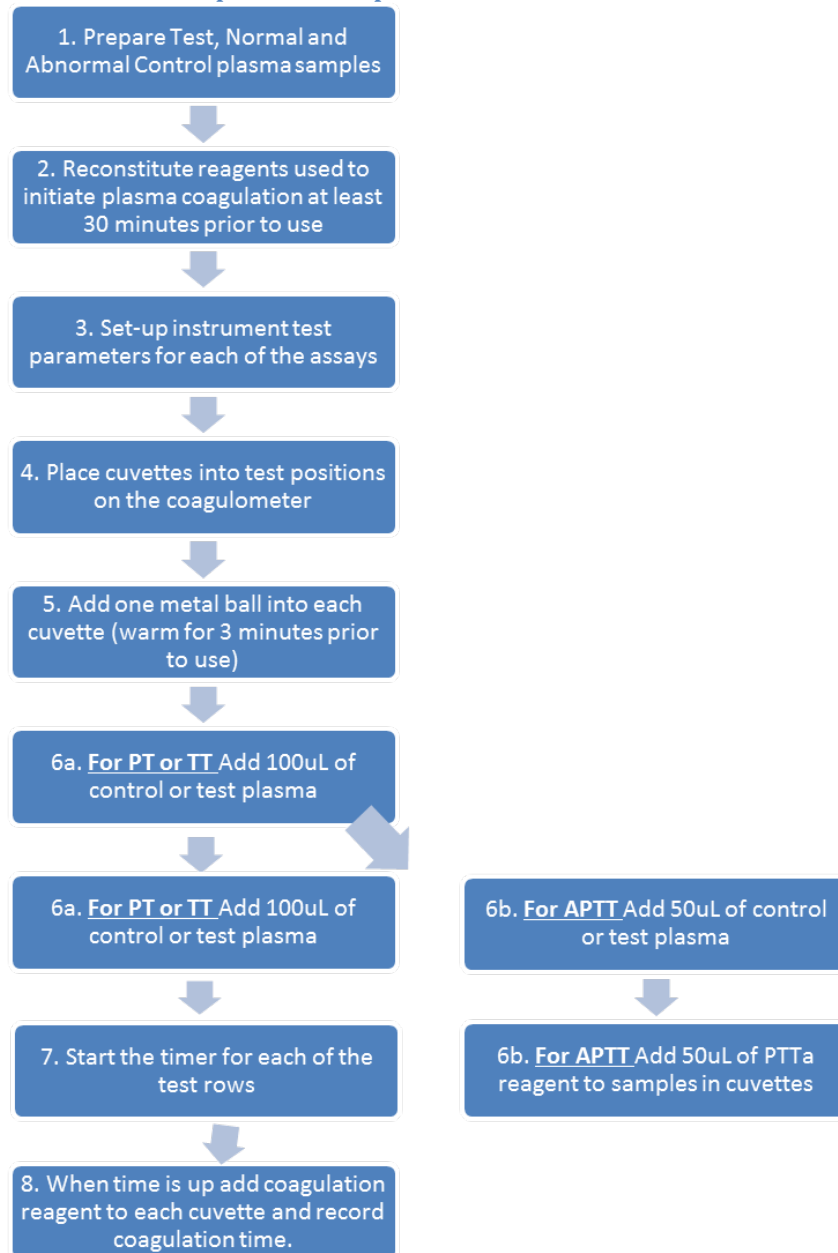 1. Prepare Test, Normal and
Abnormal Control plasma samples
2. Reconstitute reagents used to
initiate plasma coagulation at least
30 minutes prior to use
3. Set-up instrument test
parameters for each of the assays
4. Place cuvettes into test positions
on the coagulometer
5. Add one metal ball into each
cuvette (warm for 3 minutes prior
to use)
6a. For PT or TT Add 100uL of
control or test plasma
6a. For PT or TT Add 100uL of
control or test plasma
6b. For APTT Add 50uL of control
or test plasma
7. Start the timer for each of the
test rows
6b. For APTT Add 50uL of PTTa
reagent to samples in cuvettes
8. When time is up add coagulation
reagent to each cuvette and record
coagulation time.